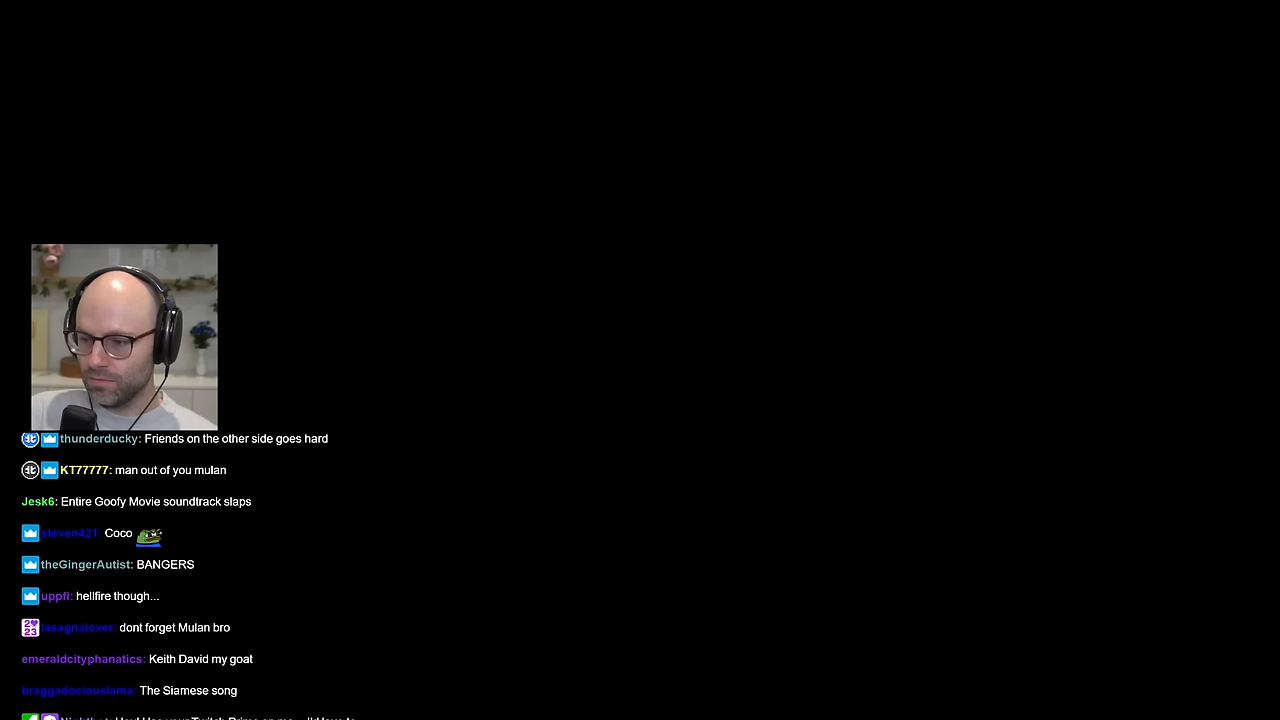 thunderducky: Friends on the other side goes hard
KT77777: man out of you mulan
Jesk6: Entire Goofy Movie soundtrack slaps
steven421: Coco
theGingerAutist: BANGERS
uppfi: hellfire though...
lasagnalover: dont forget Mulan bro
emeraldcityphanatics: Keith David my goat
braggadociouslama: The Siamese song